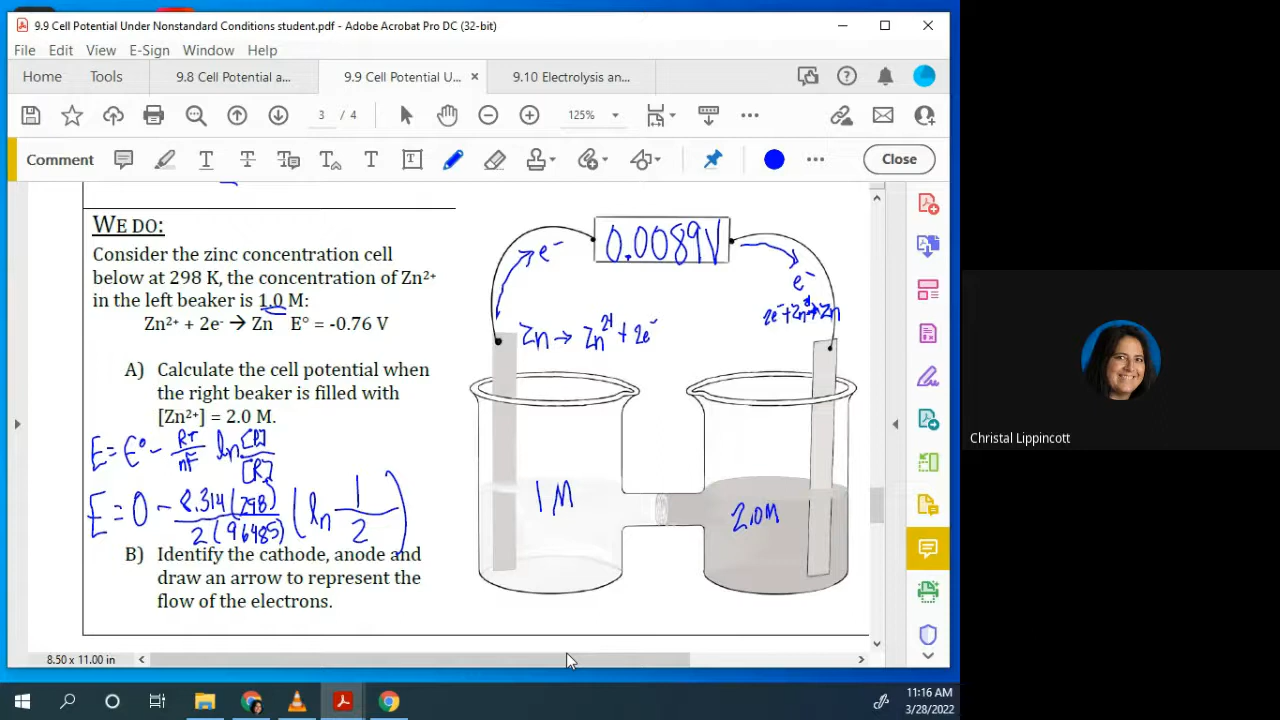 9.9 Cell Potential Under Nonstandard Conditions student.pdf - Adobe Acrobat Pro DC (32-bit)
File Edit View E-Sign Window Help
Home Tools 9.8 Cell Potential a... 9.9 Cell Potential U... × 9.10 Electrolysis an...
3 / 4 125%
Comment Close
WE DO:
Consider the zinc concentration cell
below at 298 K, the concentration of Zn²⁺
in the left beaker is 1.0 M:
Zn²⁺ + 2e⁻ → Zn E° = -0.76 V
A) Calculate the cell potential when
the right beaker is filled with
[Zn²⁺] = 2.0 M.
E = E° - RT/nF ln [P]/[R]
E = 0 - 8.314(298)/2(96485) (ln 1/2)
B) Identify the cathode, anode and
draw an arrow to represent the
flow of the electrons.
0.0089V
e⁻
e⁻
2e⁻ + Zn²⁺ → Zn
Zn → Zn²⁺ + 2e⁻
1 M
2.0M
8.50 x 11.00 in
Christal Lippincott
11:16 AM
3/28/2022